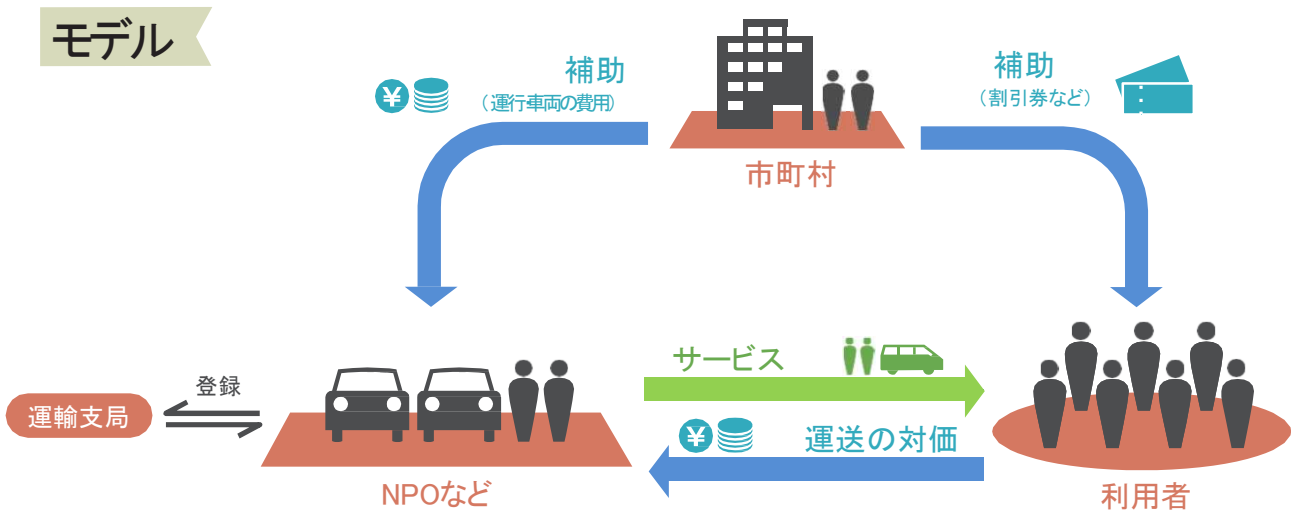 モデル
補助
（運行車両の費用）
¥
補助
（割引券など）
市町村
サービス
登録
運輸支局
¥
運送の対価
NPOなど
利用者